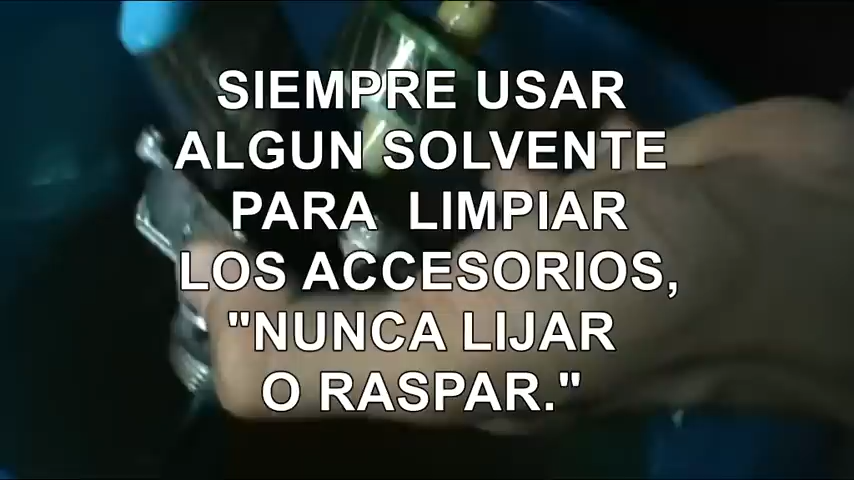 SIEMPRE USAR
ALGUN SOLVENTE
PARA LIMPIAR
LOS ACCESORIOS,
"NUNCA LIJAR
O RASPAR."